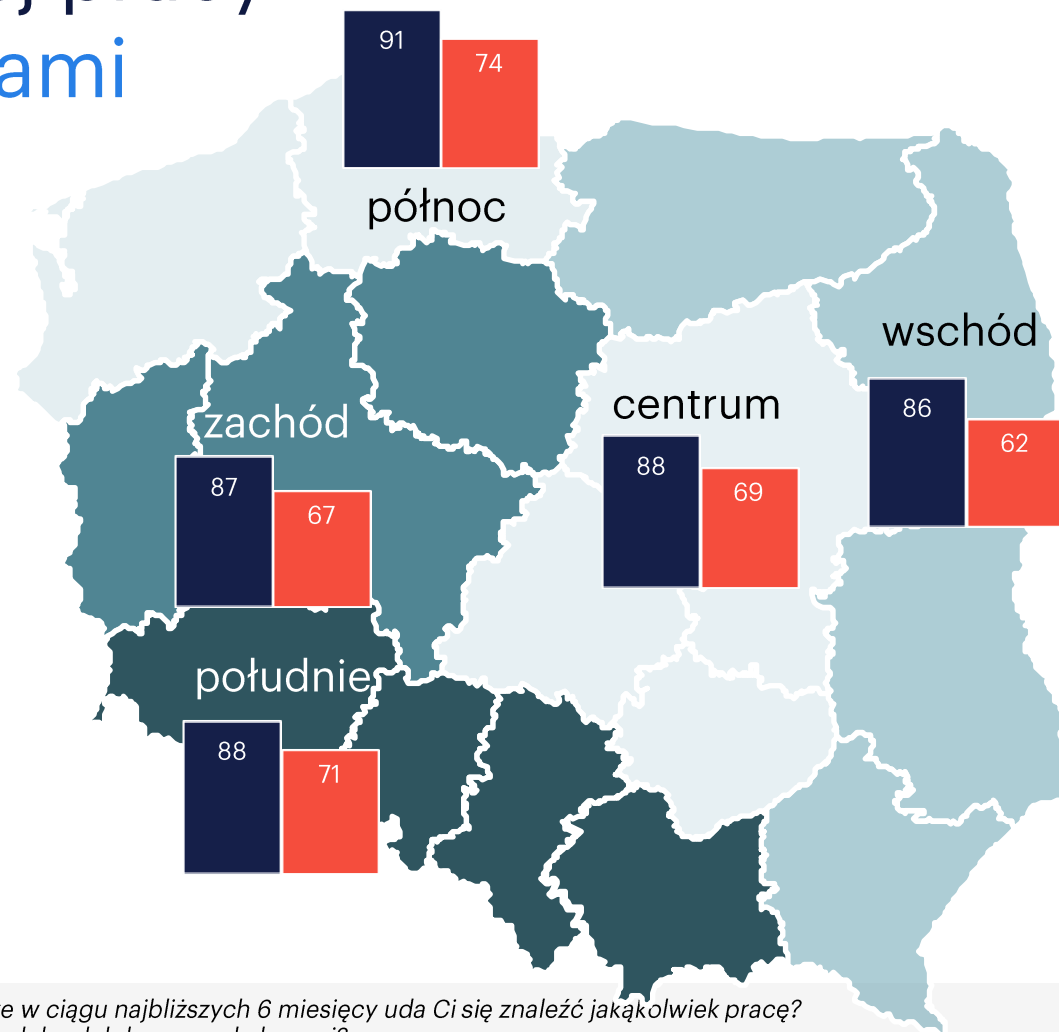 ami
91
74
północ
wschód
86
62
centrum
88
69
zachód
87
67
południe
88
71
w ciągu najbliższych 6 miesięcy uda Ci się znaleźć jakąkolwiek pracę?